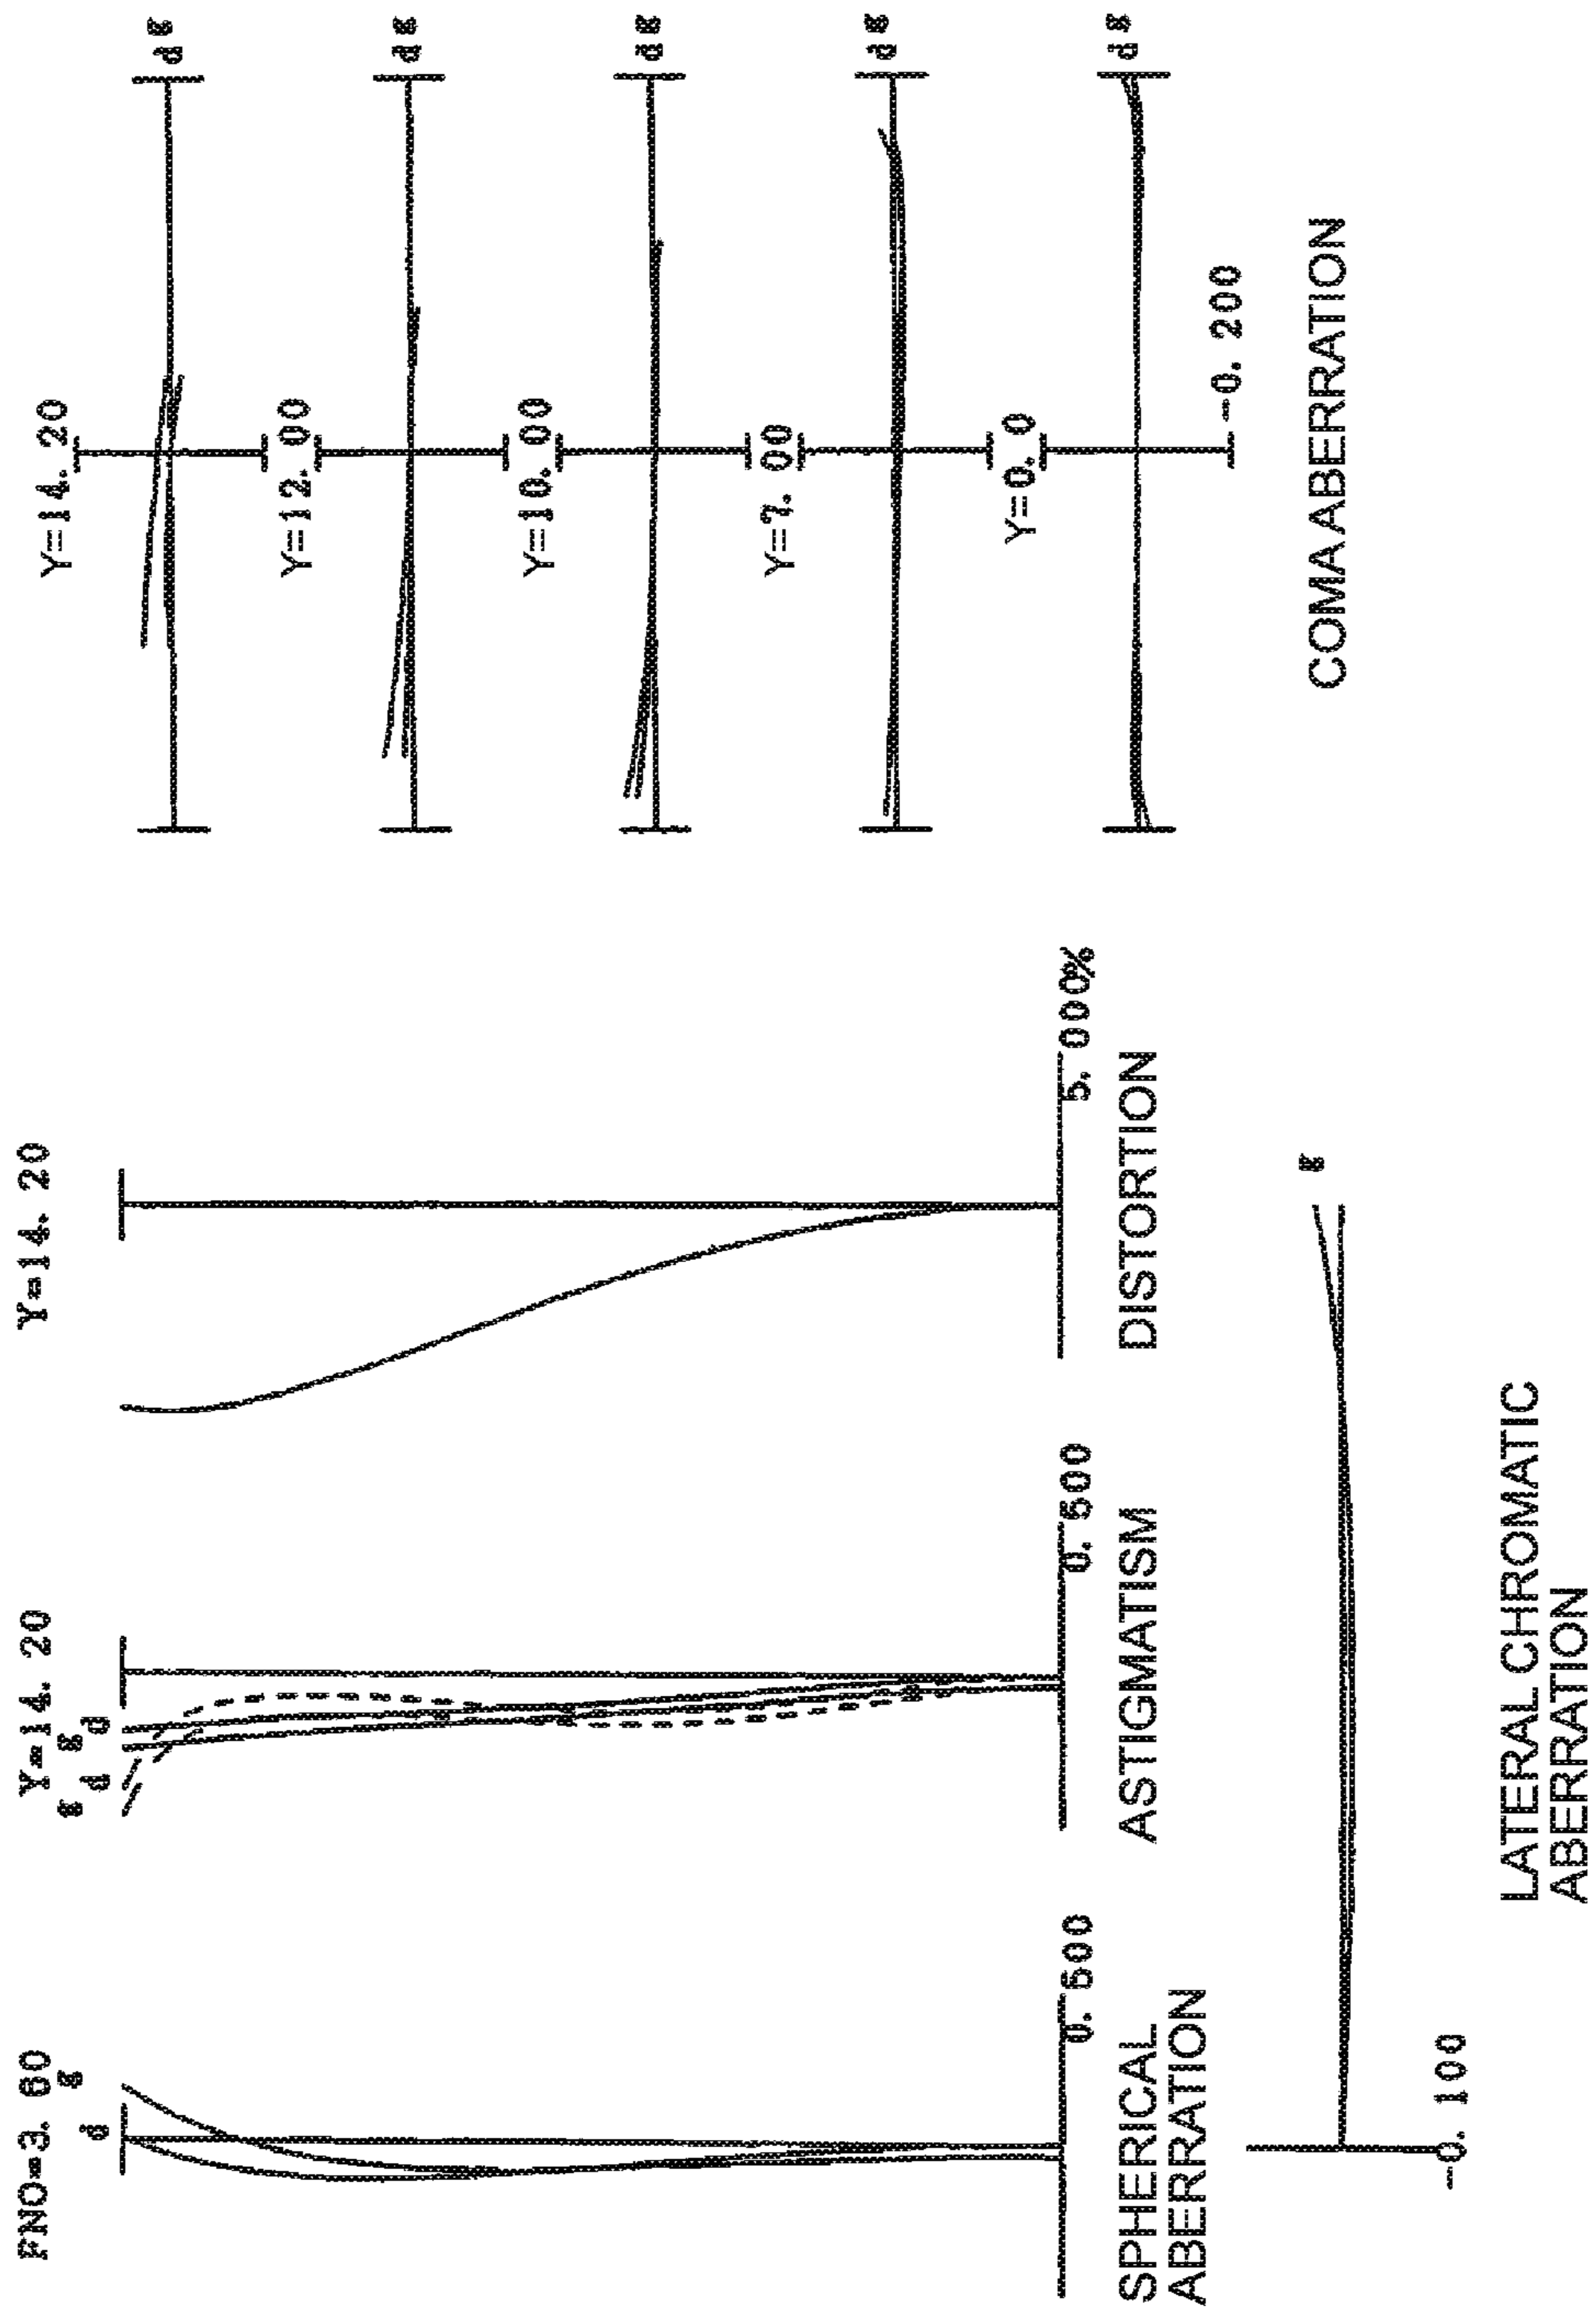 FNO=3. 60
g
d
0. 500
SPHERICAL
ABERRATION
Y=14. 20
g g
d d
0. 500
ASTIGMATISM
Y=14. 20
5. 000%
DISTORTION
g
-0. 100
LATERAL CHROMATIC
ABERRATION
Y=14. 20
d g
Y=12. 00
d g
Y=10. 00
d g
Y=7. 00
d g
Y=0. 0
d g
-0. 200
COMA ABERRATION